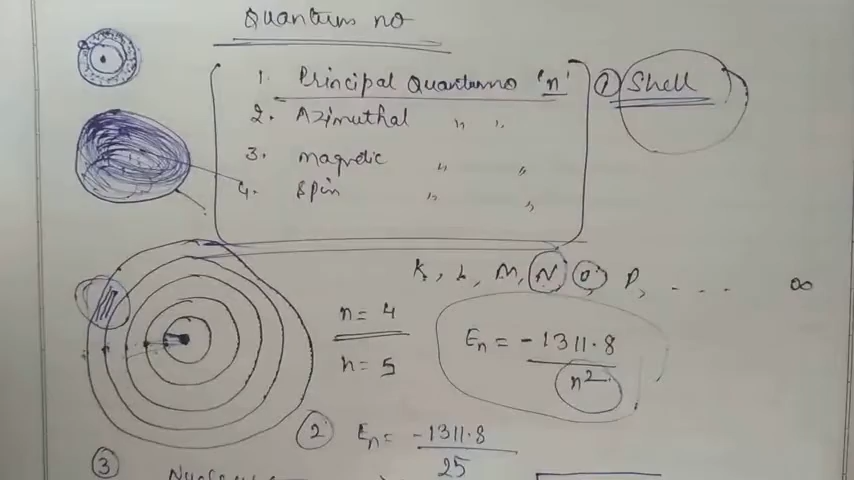 Quantum no
1. Principal Quantum no 'n'
① Shell
2. Azimuthal " "
3. magnetic " "
4. Spin " "
K, L, M, N, O, P, . . . . ∞
n = 4
n = 5
En = -1311.8
n²
② En = -1311.8
25
③